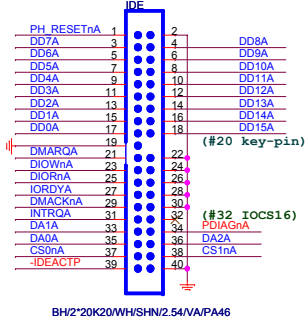 IDE
PH_RESETnA 1 2
DD7A 3 4 DD8A
DD6A 5 6 DD9A
DD5A 7 8 DD10A
DD4A 9 10 DD11A
DD3A 11 12 DD12A
DD2A 13 14 DD13A
DD1A 15 16 DD14A
DD0A 17 18 DD15A
19 (#20 key-pin)
DMARQA 21 22
DIOWnA 23 24
DIORnA 25 26
IORDYA 27 28
DMACKnA 29 30
INTRQA 31 32 (#32 IOCS16)
DA1A 33 34 PDIAGnA
DA0A 35 36 DA2A
CS0nA 37 38 CS1nA
-IDEACTP 39 40
BH/2*20K20/WH/SHN/2.54/VA/PA46